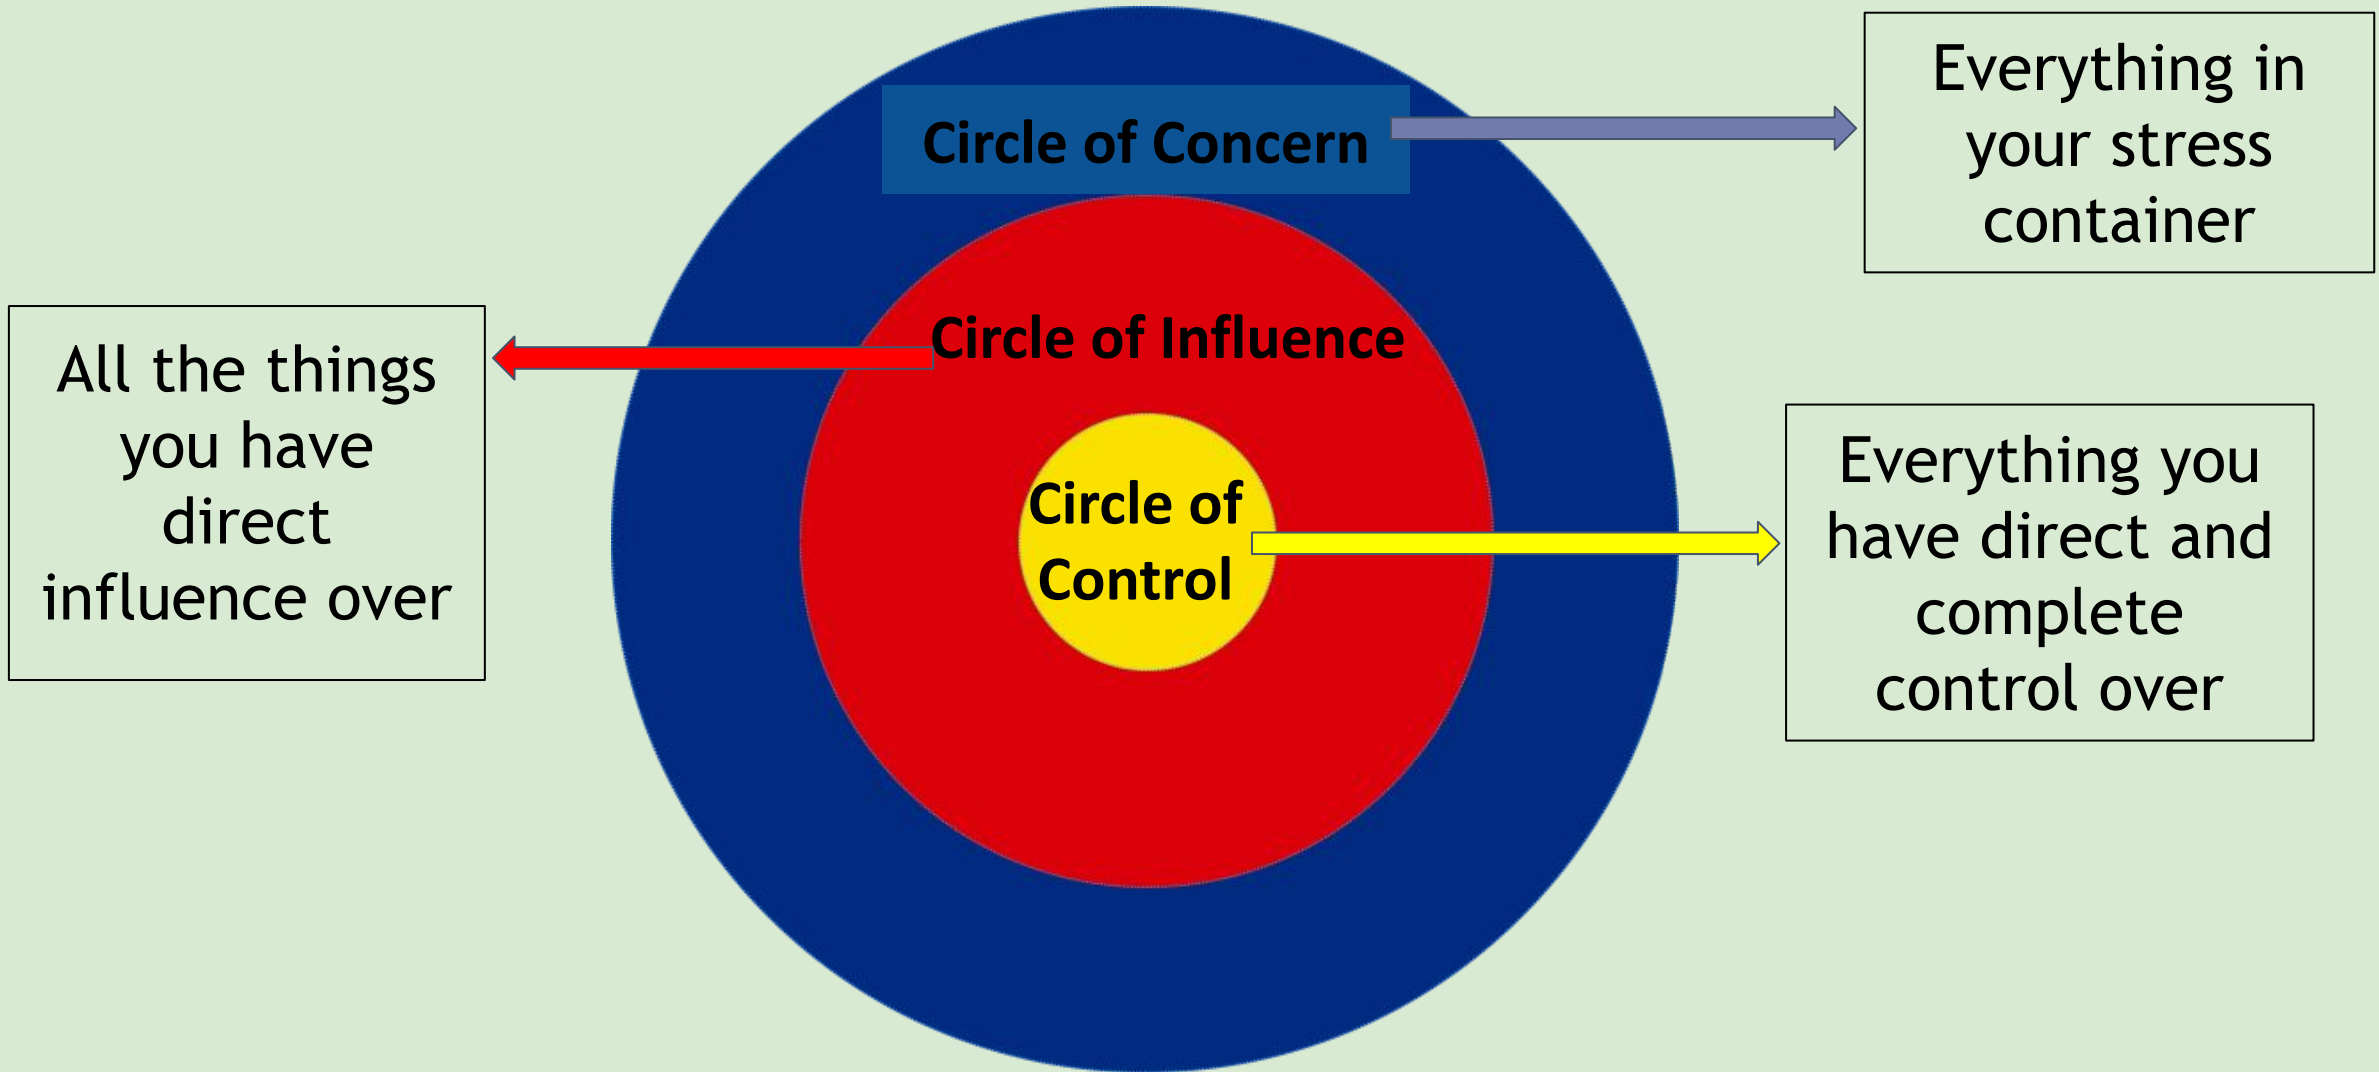 Circle of Concern
Everything in
your stress
container
Circle of Influence
All the things
you have
direct
influence over
Circle of
Control
Everything you
have direct and
complete
control over